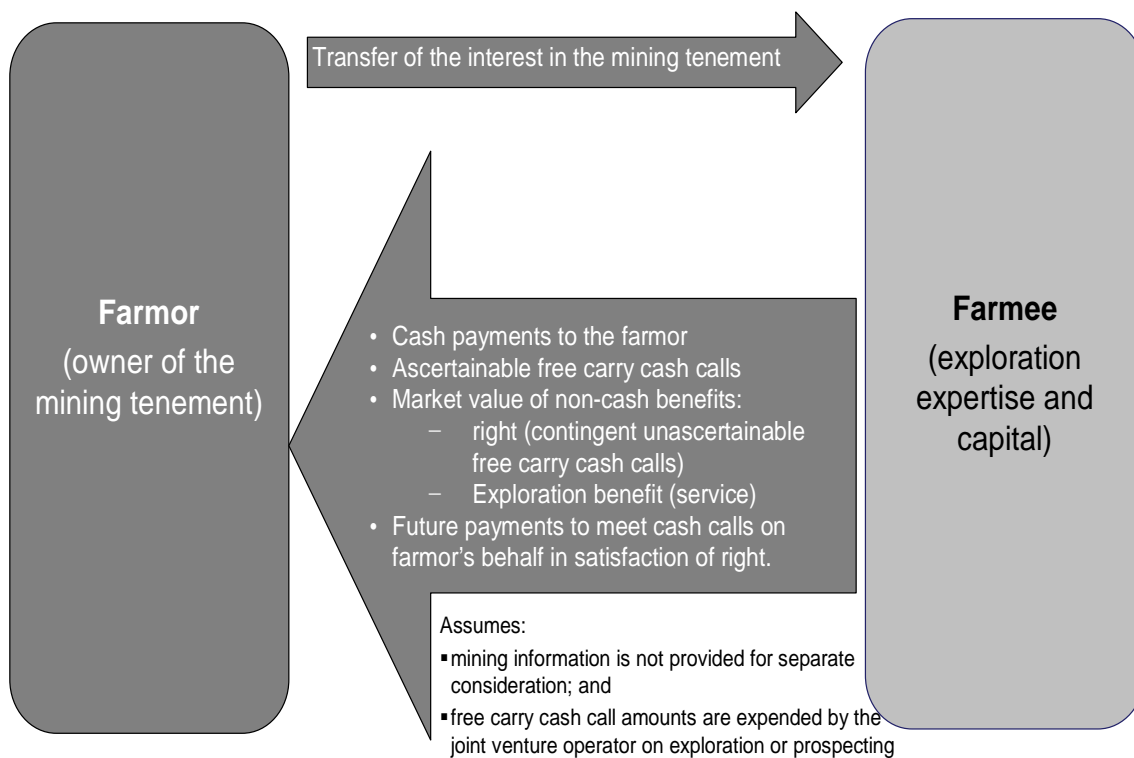 Transfer of the interest in the mining tenement
Farmor
(owner of the
mining tenement)
• Cash payments to the farmor
• Ascertainable free carry cash calls
• Market value of non-cash benefits:
– right (contingent unascertainable
free carry cash calls)
– Exploration benefit (service)
• Future payments to meet cash calls on
farmor's behalf in satisfaction of right.
Farmee
(exploration
expertise and
capital)
Assumes:
▪mining information is not provided for separate
consideration; and
▪free carry cash call amounts are expended by the
joint venture operator on exploration or prospecting